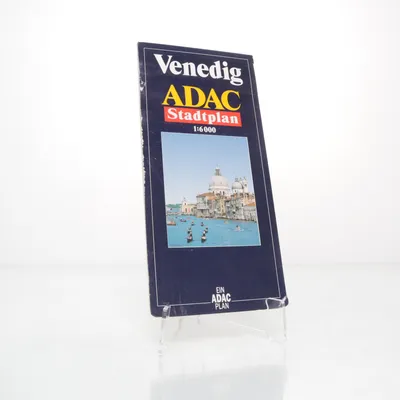 Venedig
ADAC
Stadtplan
1:6000
EIN
ADAC
PLAN